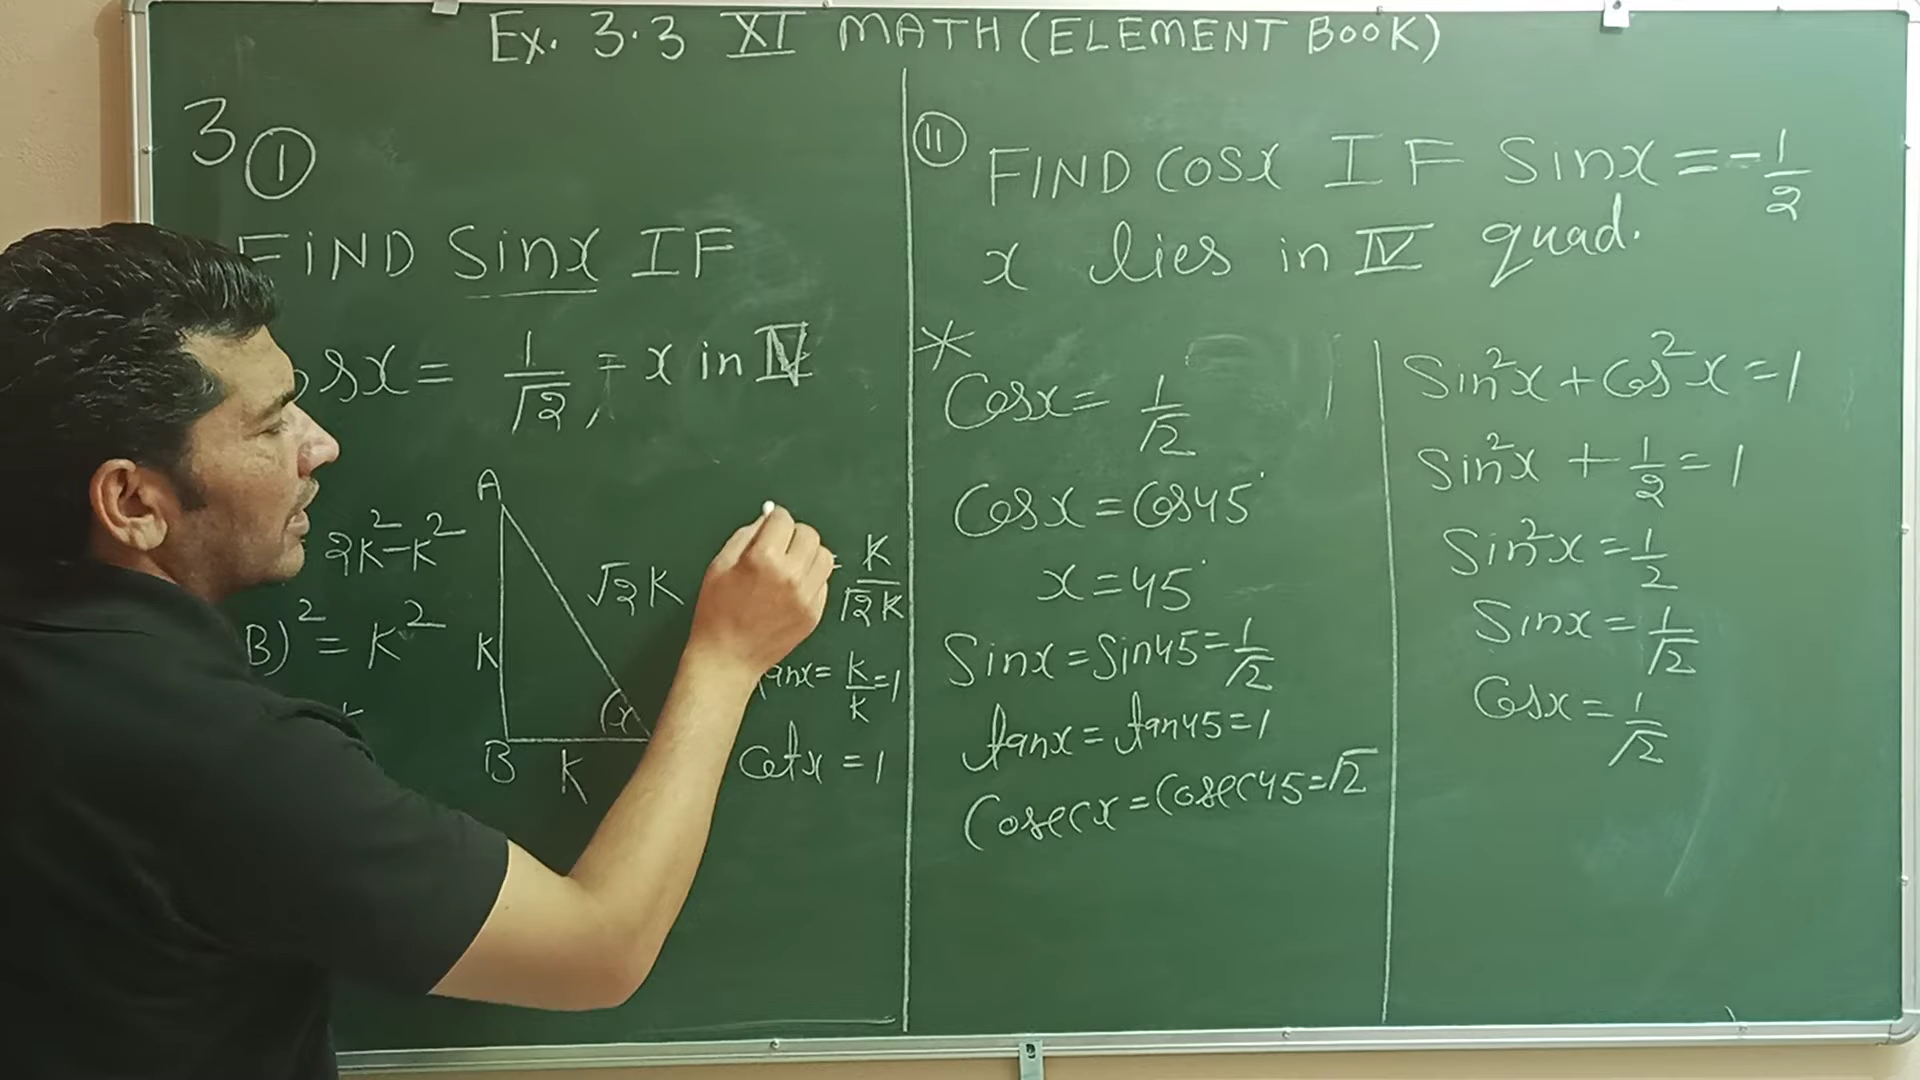 Ex. 3.3 XI MATH (ELEMENT BOOK)
3 (1)
FIND Sinx IF
osx = 1/√2, = x in IV
A
2K²-K²
B)² = K²
K
√2K
x
B
K
= K/√2K
tanx = K/K = 1
Cotx = 1
(11) FIND Cosx IF Sinx = -1/2
x lies in IV quad.
*
Cosx = 1/√2
Cosx = Cos45°
x = 45°
Sinx = Sin45 = 1/√2
tanx = tan45 = 1
Cosecx = Cosec45 = √2
Sin²x + Cos²x = 1
Sin²x + 1/2 = 1
Sin²x = 1/2
Sinx = 1/√2
Cosx = 1/√2